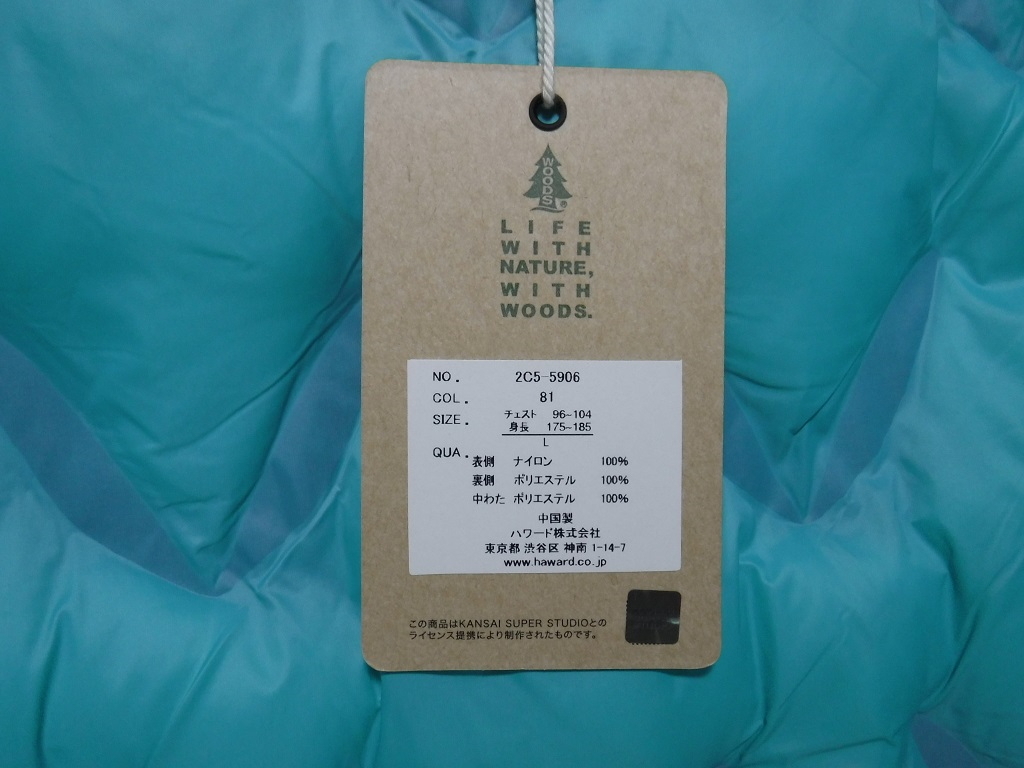 WOODS®
LIFE
WITH
NATURE,
WITH
WOODS.
NO. 2C5-5906
COL. 81
SIZE. チェスト 96~104
身長 175~185
L
QUA.
表側 ナイロン 100%
裏側 ポリエステル 100%
中わた ポリエステル 100%
中国製
ハワード株式会社
東京都 渋谷区 神南 1-14-7
www.haward.co.jp
この商品はKANSAI SUPER STUDIOとの
ライセンス提携により制作されたものです。